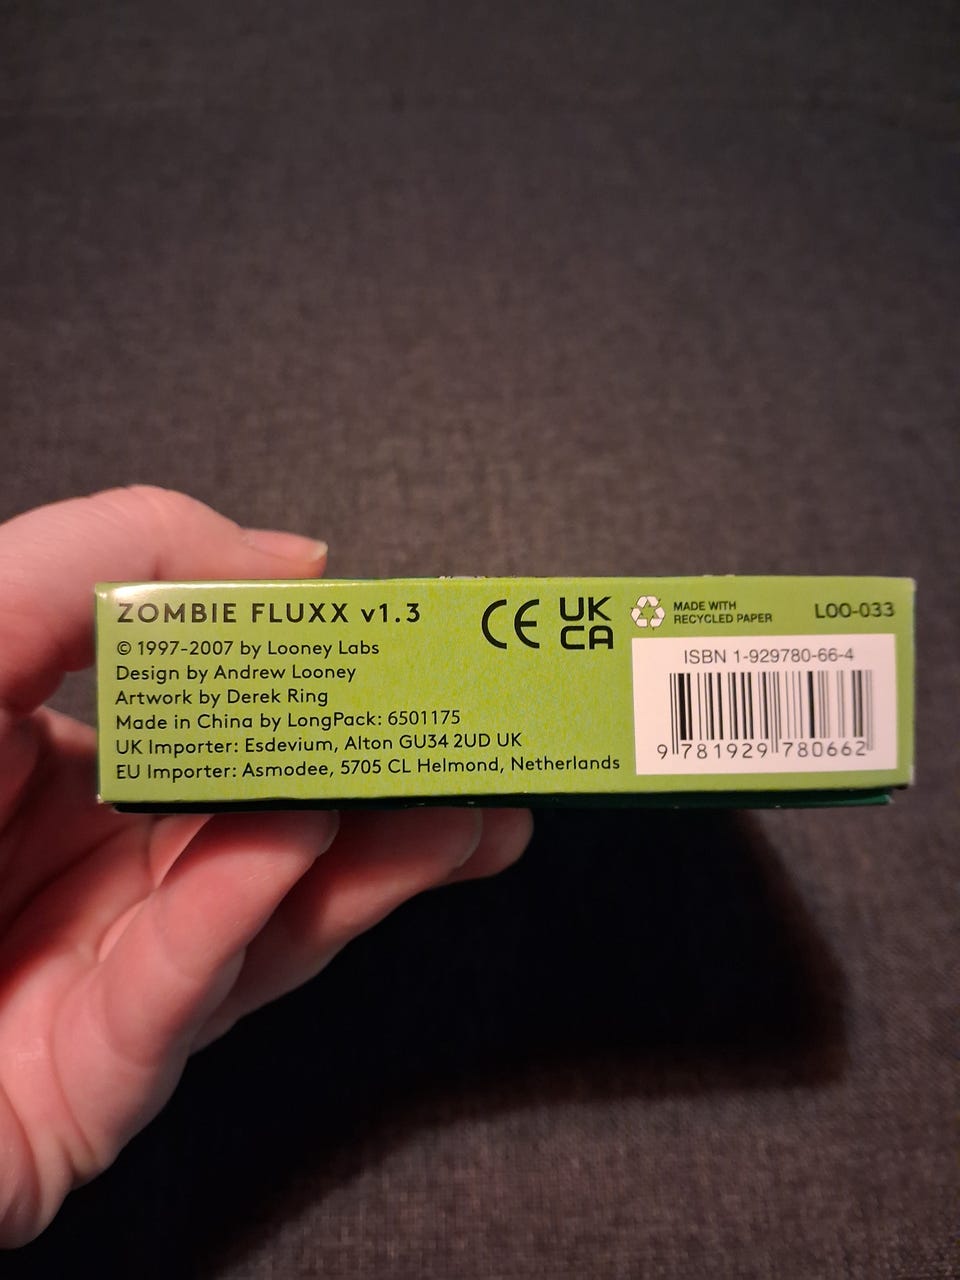 ZOMBIE FLUXX v1.3
© 1997-2007 by Looney Labs
Design by Andrew Looney
Artwork by Derek Ring
Made in China by LongPack: 6501175
UK Importer: Esdevium, Alton GU34 2UD UK
EU Importer: Asmodee, 5705 CL Helmond, Netherlands
CE
UK
CA
MADE WITH
RECYCLED PAPER
LOO-033
ISBN 1-929780-66-4
9 781929 780662